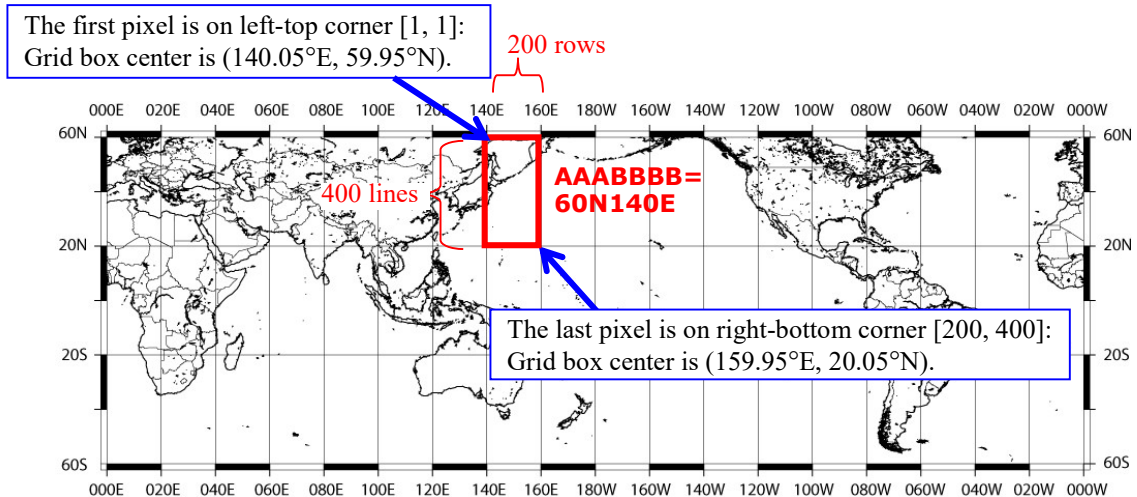 The first pixel is on left-top corner [1, 1]:
Grid box center is (140.05°E, 59.95°N).
200 rows
000E 020E 040E 060E 080E 100E 120E 140E 160E 180W 160W 140W 120W 100W 080W 060W 040W 020W 000W
60N 60N
400 lines
AAABBBB=
60N140E
20N 20N
The last pixel is on right-bottom corner [200, 400]:
Grid box center is (159.95°E, 20.05°N).
20S 20S
60S 60S
000E 020E 040E 060E 080E 100E 120E 140E 160E 180W 160W 140W 120W 100W 080W 060W 040W 020W 000W